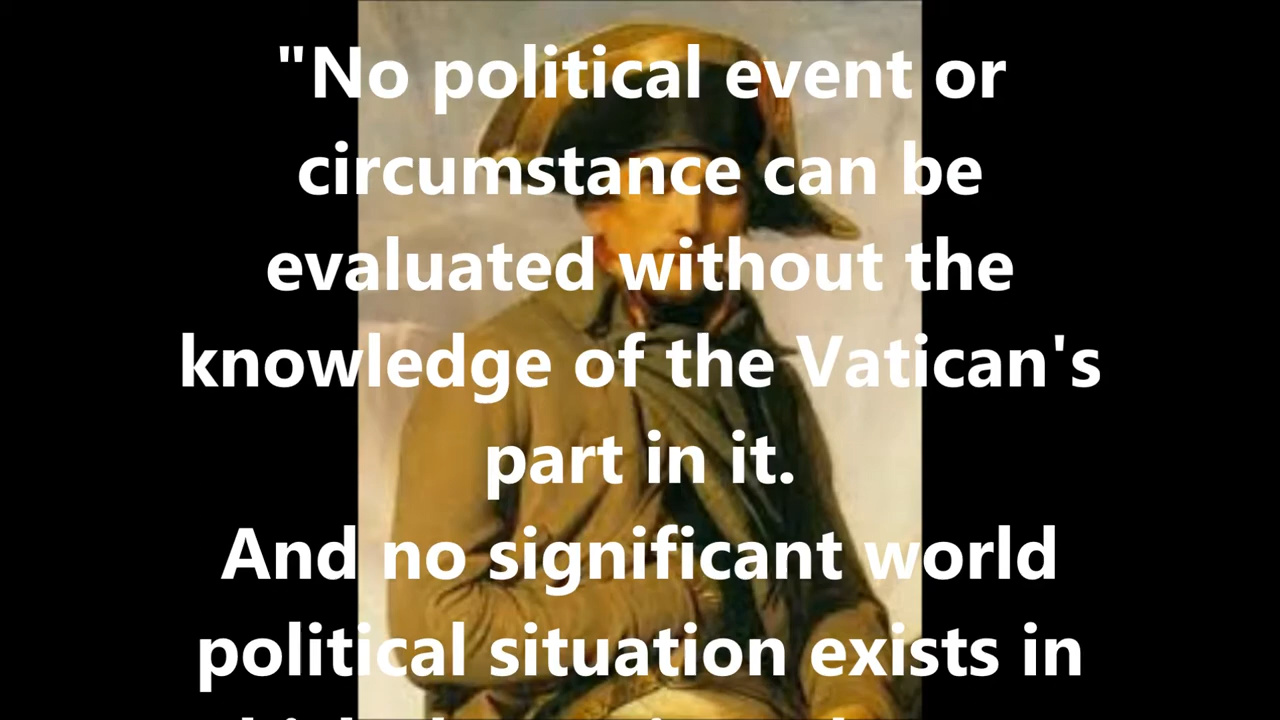 "No political event or
circumstance can be
evaluated without the
knowledge of the Vatican's
part in it.
And no significant world
political situation exists in